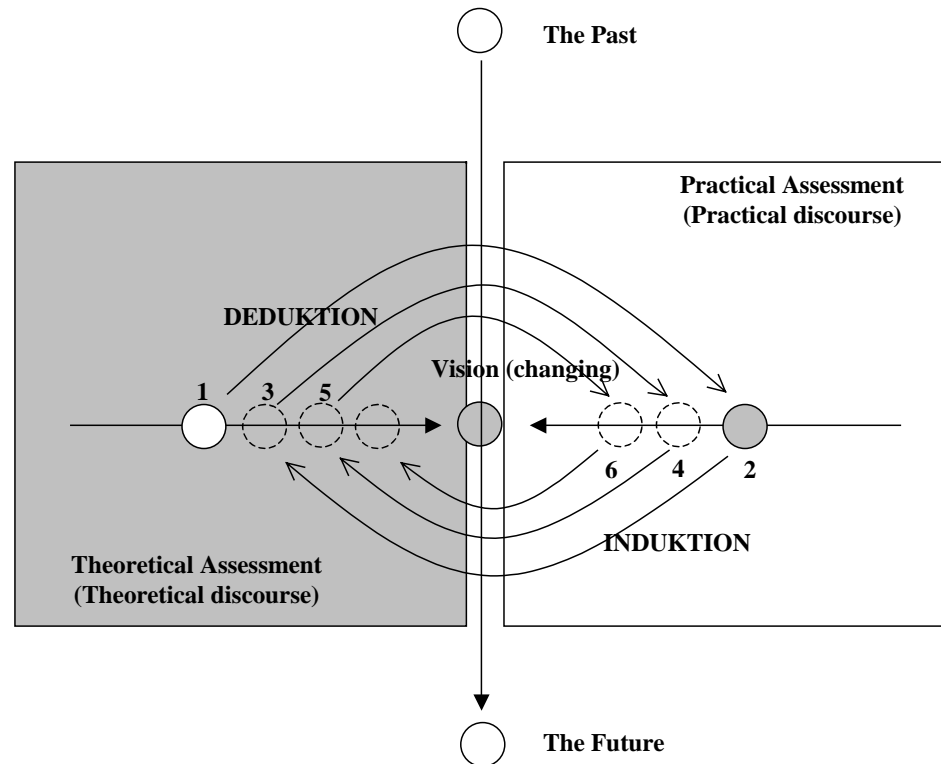 The Past
Practical Assessment
(Practical discourse)
DEDUKTION
Vision (changing)
1 3 5
6 4 2
INDUKTION
Theoretical Assessment
(Theoretical discourse)
The Future